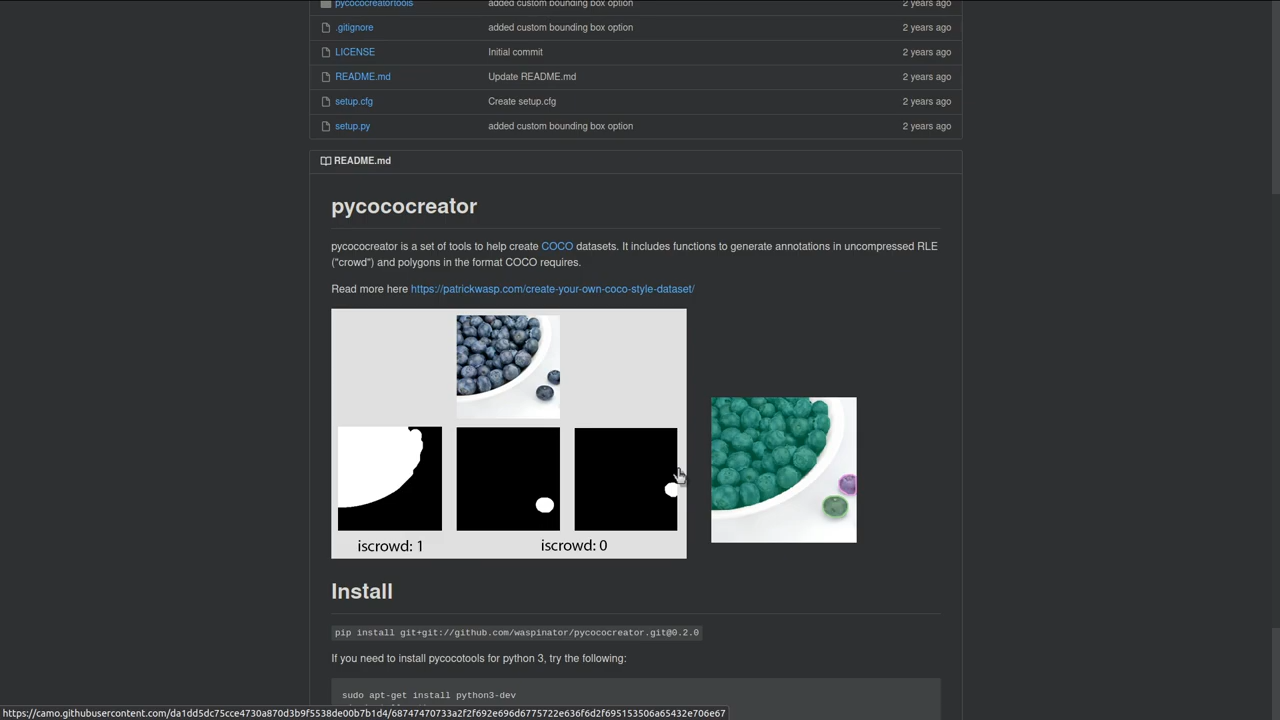 pycococreatortools added custom bounding box option 2 years ago
.gitignore added custom bounding box option 2 years ago
LICENSE Initial commit 2 years ago
README.md Update README.md 2 years ago
setup.cfg Create setup.cfg 2 years ago
setup.py added custom bounding box option 2 years ago
README.md
pycococreator
pycococreator is a set of tools to help create COCO datasets. It includes functions to generate annotations in uncompressed RLE
("crowd") and polygons in the format COCO requires.
Read more here https://patrickwasp.com/create-your-own-coco-style-dataset/
iscrowd: 1 iscrowd: 0
Install
pip install git+git://github.com/waspinator/pycococreator.git@0.2.0
If you need to install pycocotools for python 3, try the following:
sudo apt-get install python3-dev
https://camo.githubusercontent.com/da1dd5dc75cce4730a870d3b9f5538de00b7b1d4/68747470733a2f2f692e696d6775722e636f6d2f695153506a65432e706e67